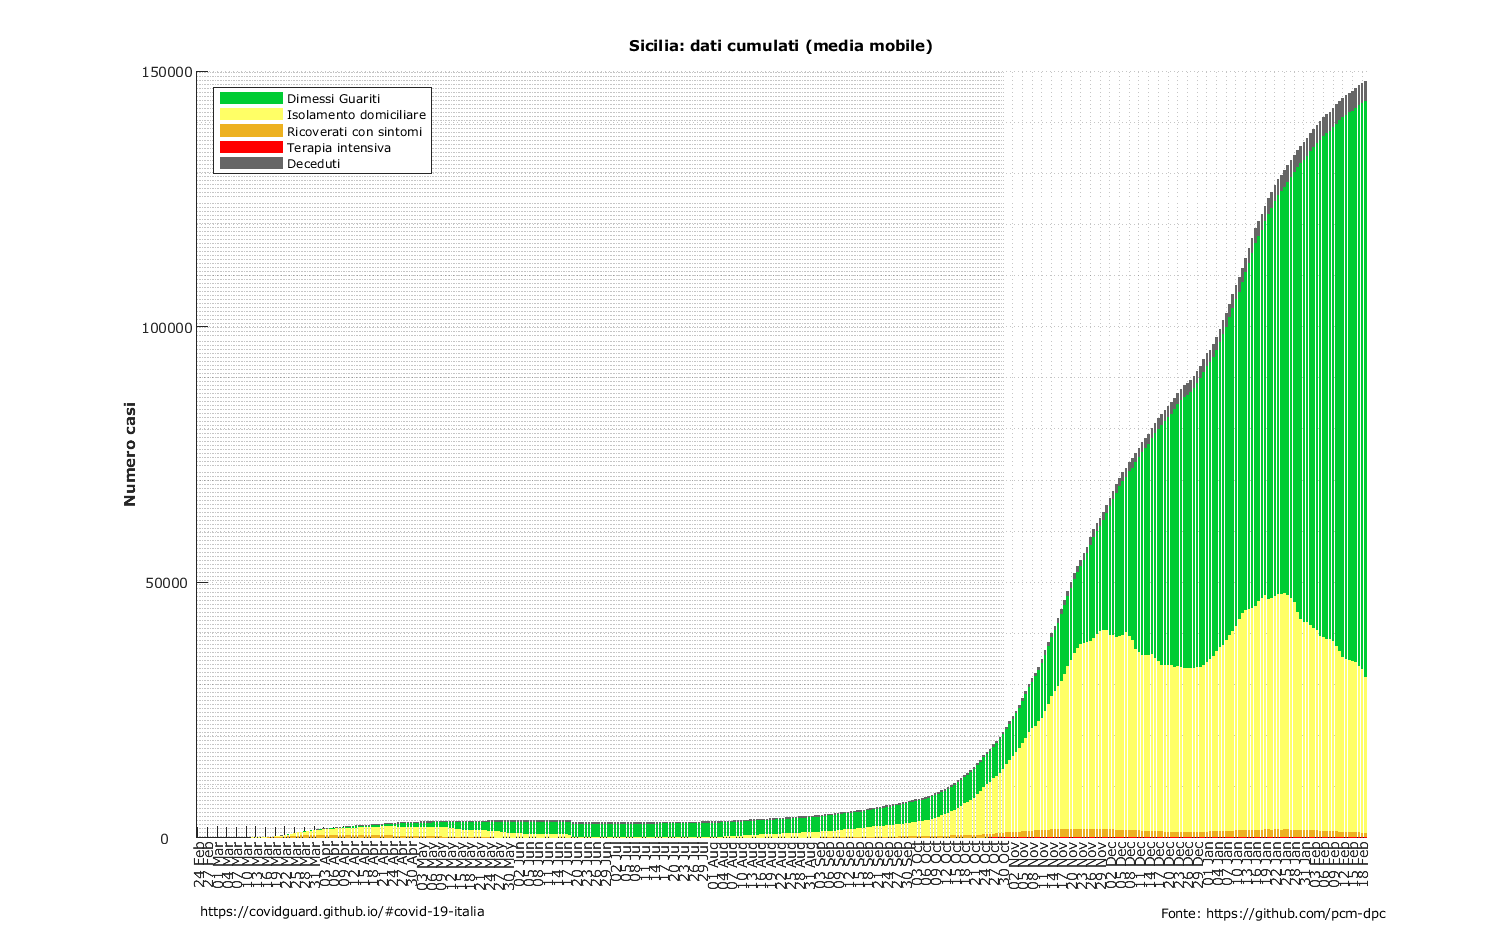 Sicilia: dati cumulati (media mobile)
150000
100000
50000
0
Numero casi
Dimessi Guariti
Isolamento domiciliare
Ricoverati con sintomi
Terapia intensiva
Deceduti
24 Feb
27 Feb
01 Mar
04 Mar
07 Mar
10 Mar
13 Mar
16 Mar
19 Mar
22 Mar
25 Mar
28 Mar
31 Mar
03 Apr
06 Apr
09 Apr
12 Apr
15 Apr
18 Apr
21 Apr
24 Apr
27 Apr
30 Apr
03 May
06 May
09 May
12 May
15 May
18 May
21 May
24 May
27 May
30 May
02 Jun
05 Jun
08 Jun
11 Jun
14 Jun
17 Jun
20 Jun
23 Jun
26 Jun
29 Jun
02 Jul
05 Jul
08 Jul
11 Jul
14 Jul
17 Jul
20 Jul
23 Jul
26 Jul
29 Jul
01 Aug
04 Aug
07 Aug
10 Aug
13 Aug
16 Aug
19 Aug
22 Aug
25 Aug
28 Aug
31 Aug
03 Sep
06 Sep
09 Sep
12 Sep
15 Sep
18 Sep
21 Sep
24 Sep
27 Sep
30 Sep
03 Oct
06 Oct
09 Oct
12 Oct
15 Oct
18 Oct
21 Oct
24 Oct
27 Oct
30 Oct
02 Nov
05 Nov
08 Nov
11 Nov
14 Nov
17 Nov
20 Nov
23 Nov
26 Nov
29 Nov
02 Dec
05 Dec
08 Dec
11 Dec
14 Dec
17 Dec
20 Dec
23 Dec
26 Dec
29 Dec
01 Jan
04 Jan
07 Jan
10 Jan
13 Jan
16 Jan
19 Jan
22 Jan
25 Jan
28 Jan
31 Jan
03 Feb
06 Feb
09 Feb
12 Feb
15 Feb
18 Feb
https://covidguard.github.io/#covid-19-italia
Fonte: https://github.com/pcm-dpc